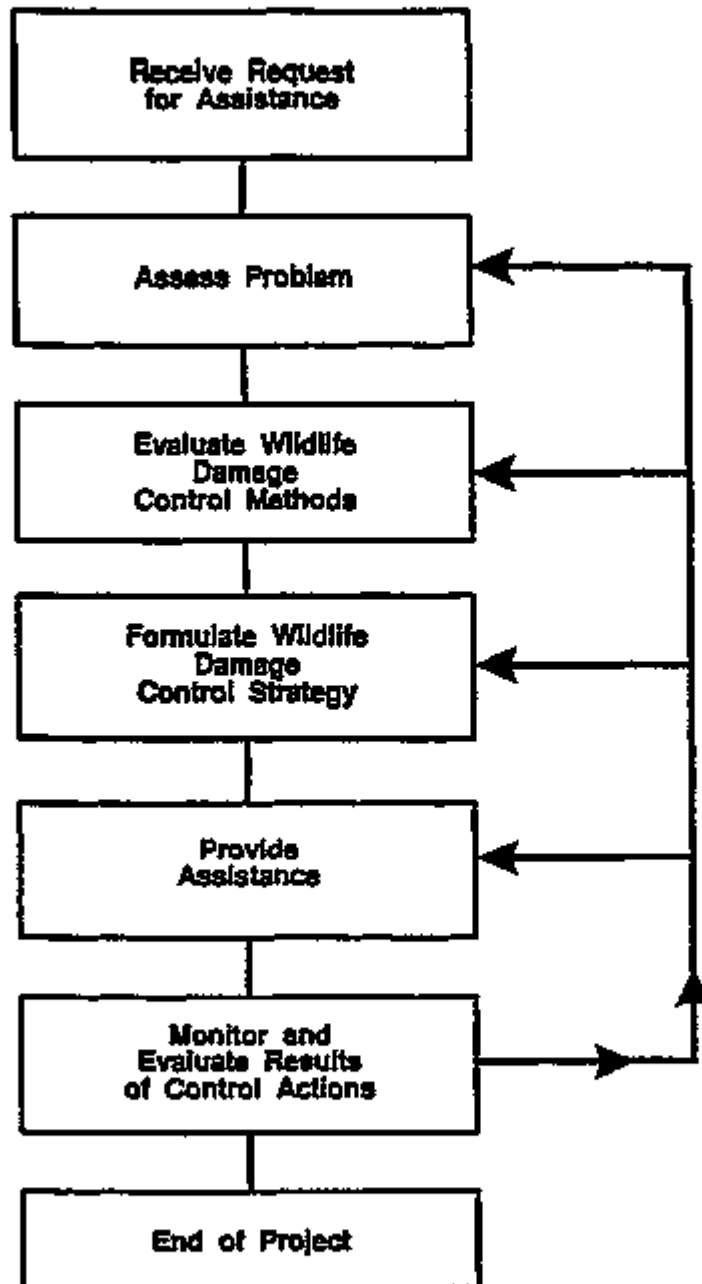 Receive Request
for Assistance
Assess Problem
Evaluate Wildlife
Damage
Control Methods
Formulate Wildlife
Damage
Control Strategy
Provide
Assistance
Monitor and
Evaluate Results
of Control Actions
End of Project